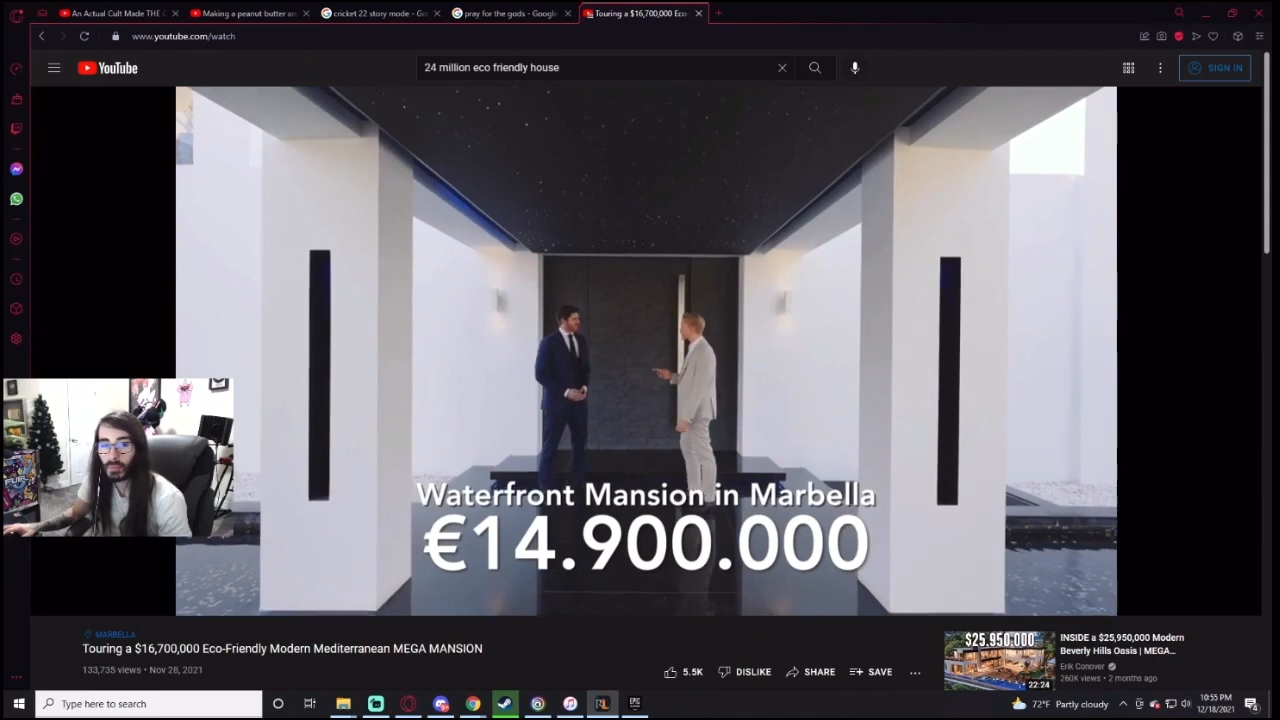 An Actual Cult Made THE C
Making a peanut butter an
cricket 22 story mode - Go
pray for the gods - Google
Touring a $16,700,000 Eco-
www.youtube.com/watch
YouTube
24 million eco friendly house
SIGN IN
Waterfront Mansion in Marbella
€14.900.000
MARBELLA
Touring a $16,700,000 Eco-Friendly Modern Mediterranean MEGA MANSION
133,735 views • Nov 28, 2021
5.5K
DISLIKE
SHARE
SAVE
$25,950,000
22:24
INSIDE a $25,950,000 Modern
Beverly Hills Oasis | MEGA...
Erik Conover
260K views • 2 months ago
Type here to search
72°F Partly cloudy
10:55 PM
12/18/2021